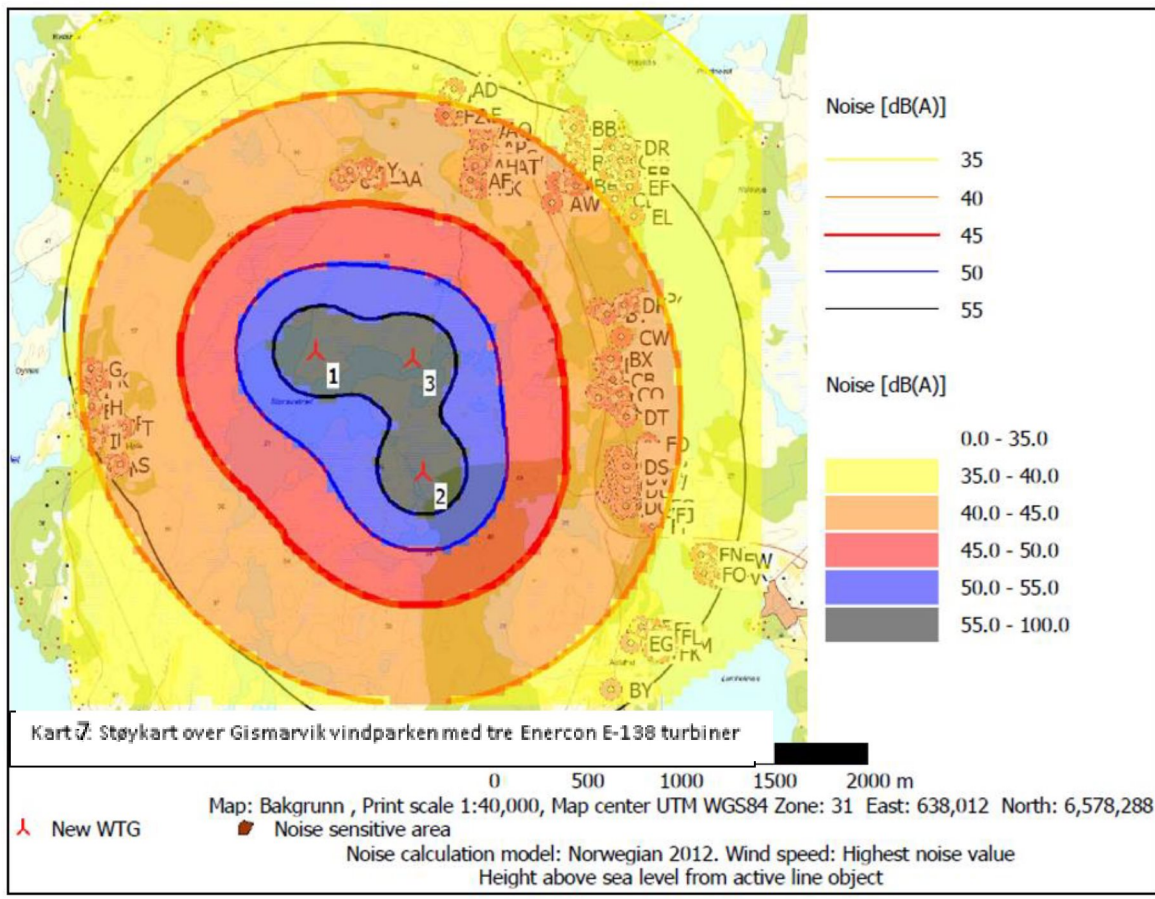 AD
BB
DR
EF
AW
EL
Y
AA
AF
CW
BX
DT
DS
FJ
FN
FO
EG
BY
G
H
1
3
2
Noise [dB(A)]
35
40
45
50
55
Noise [dB(A)]
0.0 - 35.0
35.0 - 40.0
40.0 - 45.0
45.0 - 50.0
50.0 - 55.0
55.0 - 100.0
Kart 7: Støykart over Gismarvik vindparken med tre Enercon E-138 turbiner
0 500 1000 1500 2000 m
Map: Bakgrunn , Print scale 1:40,000, Map center UTM WGS84 Zone: 31 East: 638,012 North: 6,578,288
New WTG Noise sensitive area
Noise calculation model: Norwegian 2012. Wind speed: Highest noise value
Height above sea level from active line object